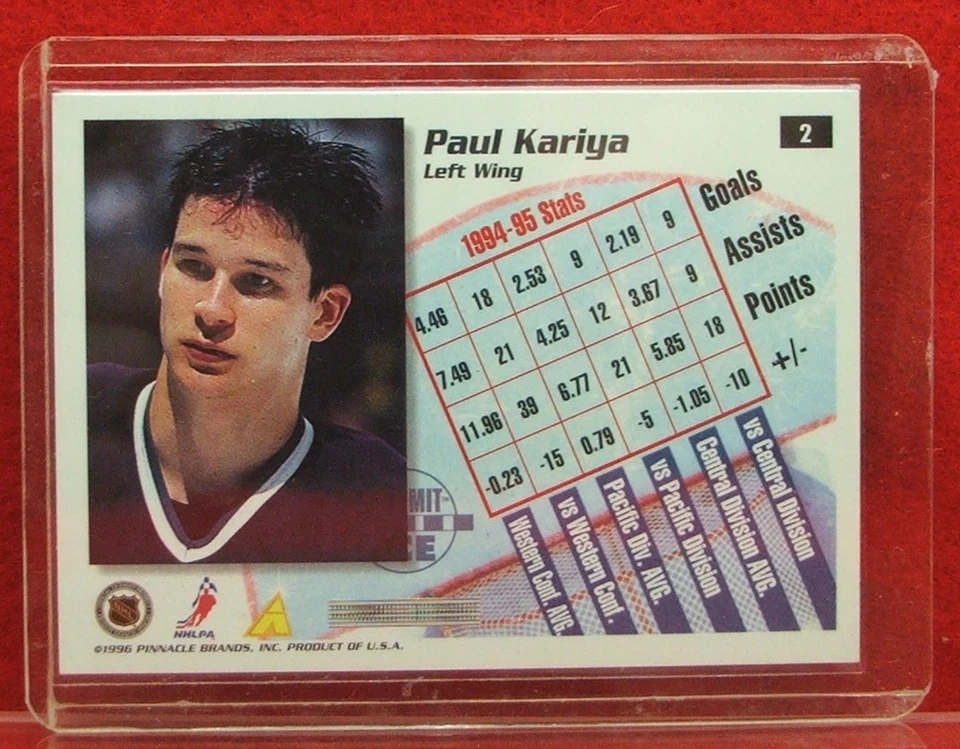 Paul Kariya
2
Left Wing
1994-95 Stats
4.46 18 2.53 9 2.19 9 Goals
7.49 21 4.25 12 3.67 9 Assists
11.96 39 6.77 21 5.85 18 Points
-0.23 -15 0.79 -5 -1.05 -10 +/-
Western Conf. AVG.
vs Western Conf.
Pacific Div. AVG.
vs Pacific Division
Central Division AVG.
vs Central Division
MIT™
CE
NHL
NHLPA
©1996 PINNACLE BRANDS, INC. PRODUCT OF U.S.A.